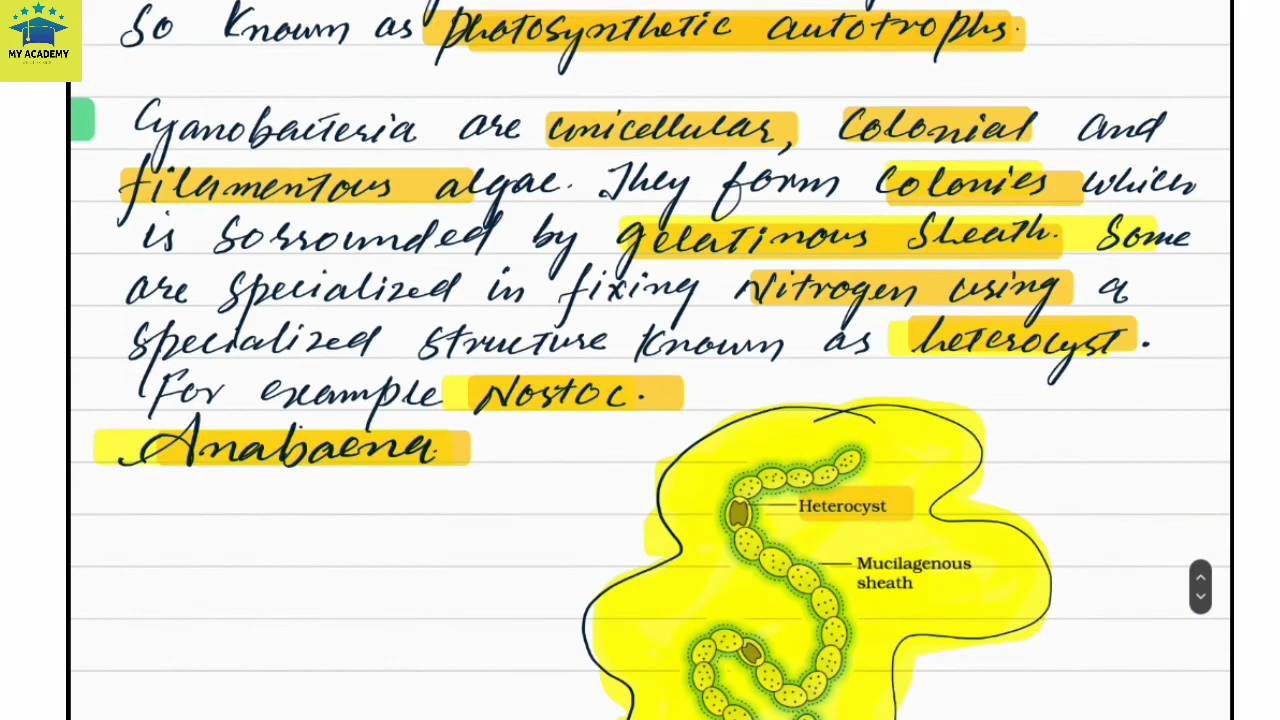 MY ACADEMY
So Known as photosynthetic autotrophs.
Cyanobacteria are unicellular, Colonial and
filamentous algae. They form Colonies which
is sorrounded by gelatinous sheath. Some
are specialized in fixing Nitrogen using a
specialized structure known as heterocyst.
For example Nostoc.
Anabaena.
Heterocyst
Mucilagenous
sheath